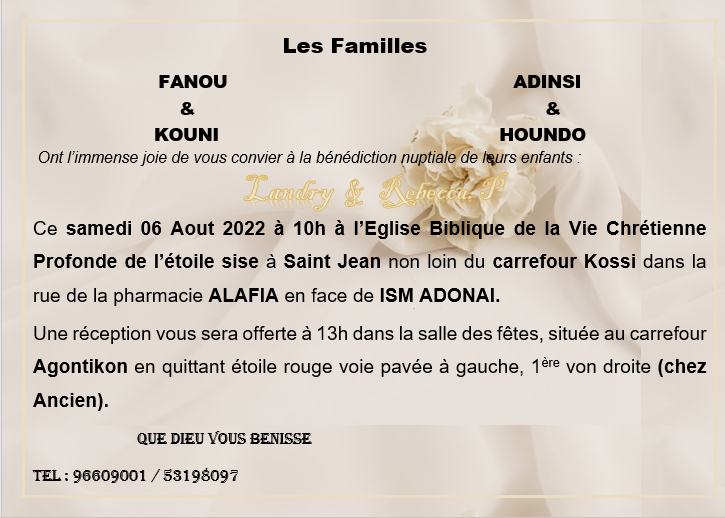 Les Familles
FANOU ADINSI
& &
KOUNI HOUNDO
Ont l’immense joie de vous convier à la bénédiction nuptiale de leurs enfants :
Landry & Rebecca. P
Ce samedi 06 Aout 2022 à 10h à l’Eglise Biblique de la Vie Chrétienne
Profonde de l’étoile sise à Saint Jean non loin du carrefour Kossi dans la
rue de la pharmacie ALAFIA en face de ISM ADONAI.
Une réception vous sera offerte à 13h dans la salle des fêtes, située au carrefour
Agontikon en quittant étoile rouge voie pavée à gauche, 1ère von droite (chez
Ancien).
QUE DIEU VOUS BENISSE
TEL : 96609001 / 53198097